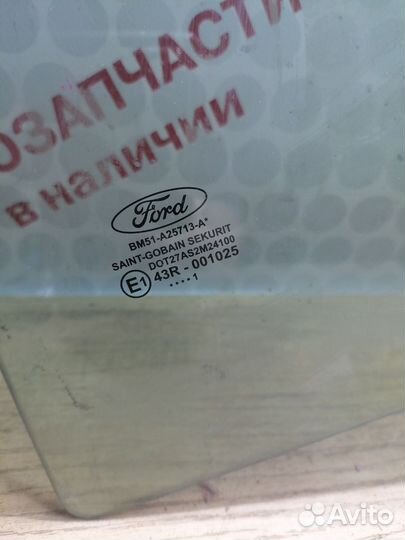 ОЗАПЧАСТИ
в наличии
Ford
BM51-A25713-A*
SAINT-GOBAIN SEKURIT
DOT27AS2M24100
E1 43R - 001025
....1
Avito